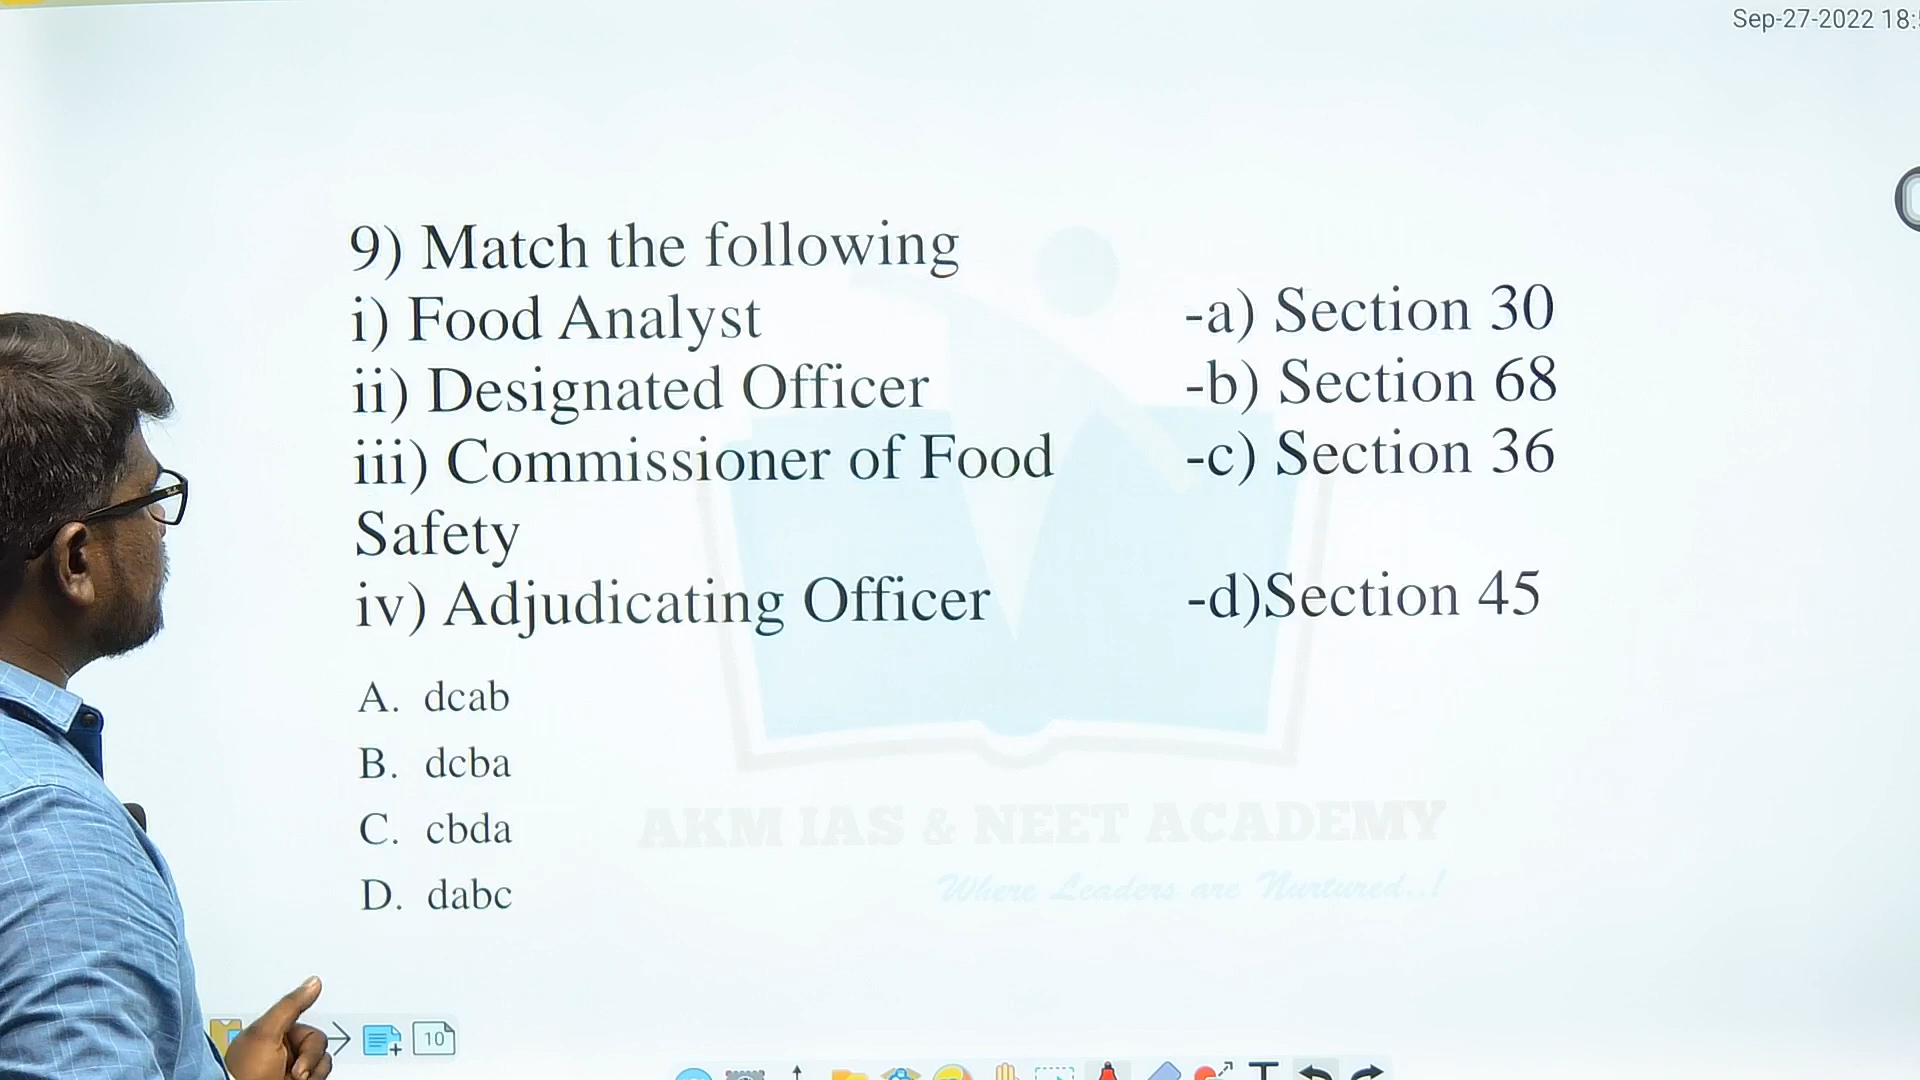 Sep-27-2022 18:
9) Match the following
i) Food Analyst -a) Section 30
ii) Designated Officer -b) Section 68
iii) Commissioner of Food -c) Section 36
Safety
iv) Adjudicating Officer -d)Section 45
A. dcab
B. dcba
C. cbda
D. dabc
AKM IAS & NEET ACADEMY
Where Leaders are Nurtured..!
10